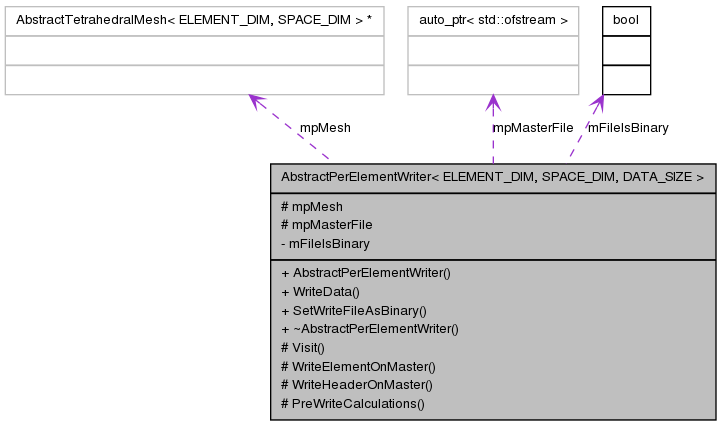 AbstractTetrahedralMesh< ELEMENT_DIM, SPACE_DIM > *
auto_ptr< std::ofstream >
bool
mpMesh
mpMasterFile
mFileIsBinary
AbstractPerElementWriter< ELEMENT_DIM, SPACE_DIM, DATA_SIZE >
# mpMesh
# mpMasterFile
- mFileIsBinary
+ AbstractPerElementWriter()
+ WriteData()
+ SetWriteFileAsBinary()
+ ~AbstractPerElementWriter()
# Visit()
# WriteElementOnMaster()
# WriteHeaderOnMaster()
# PreWriteCalculations()